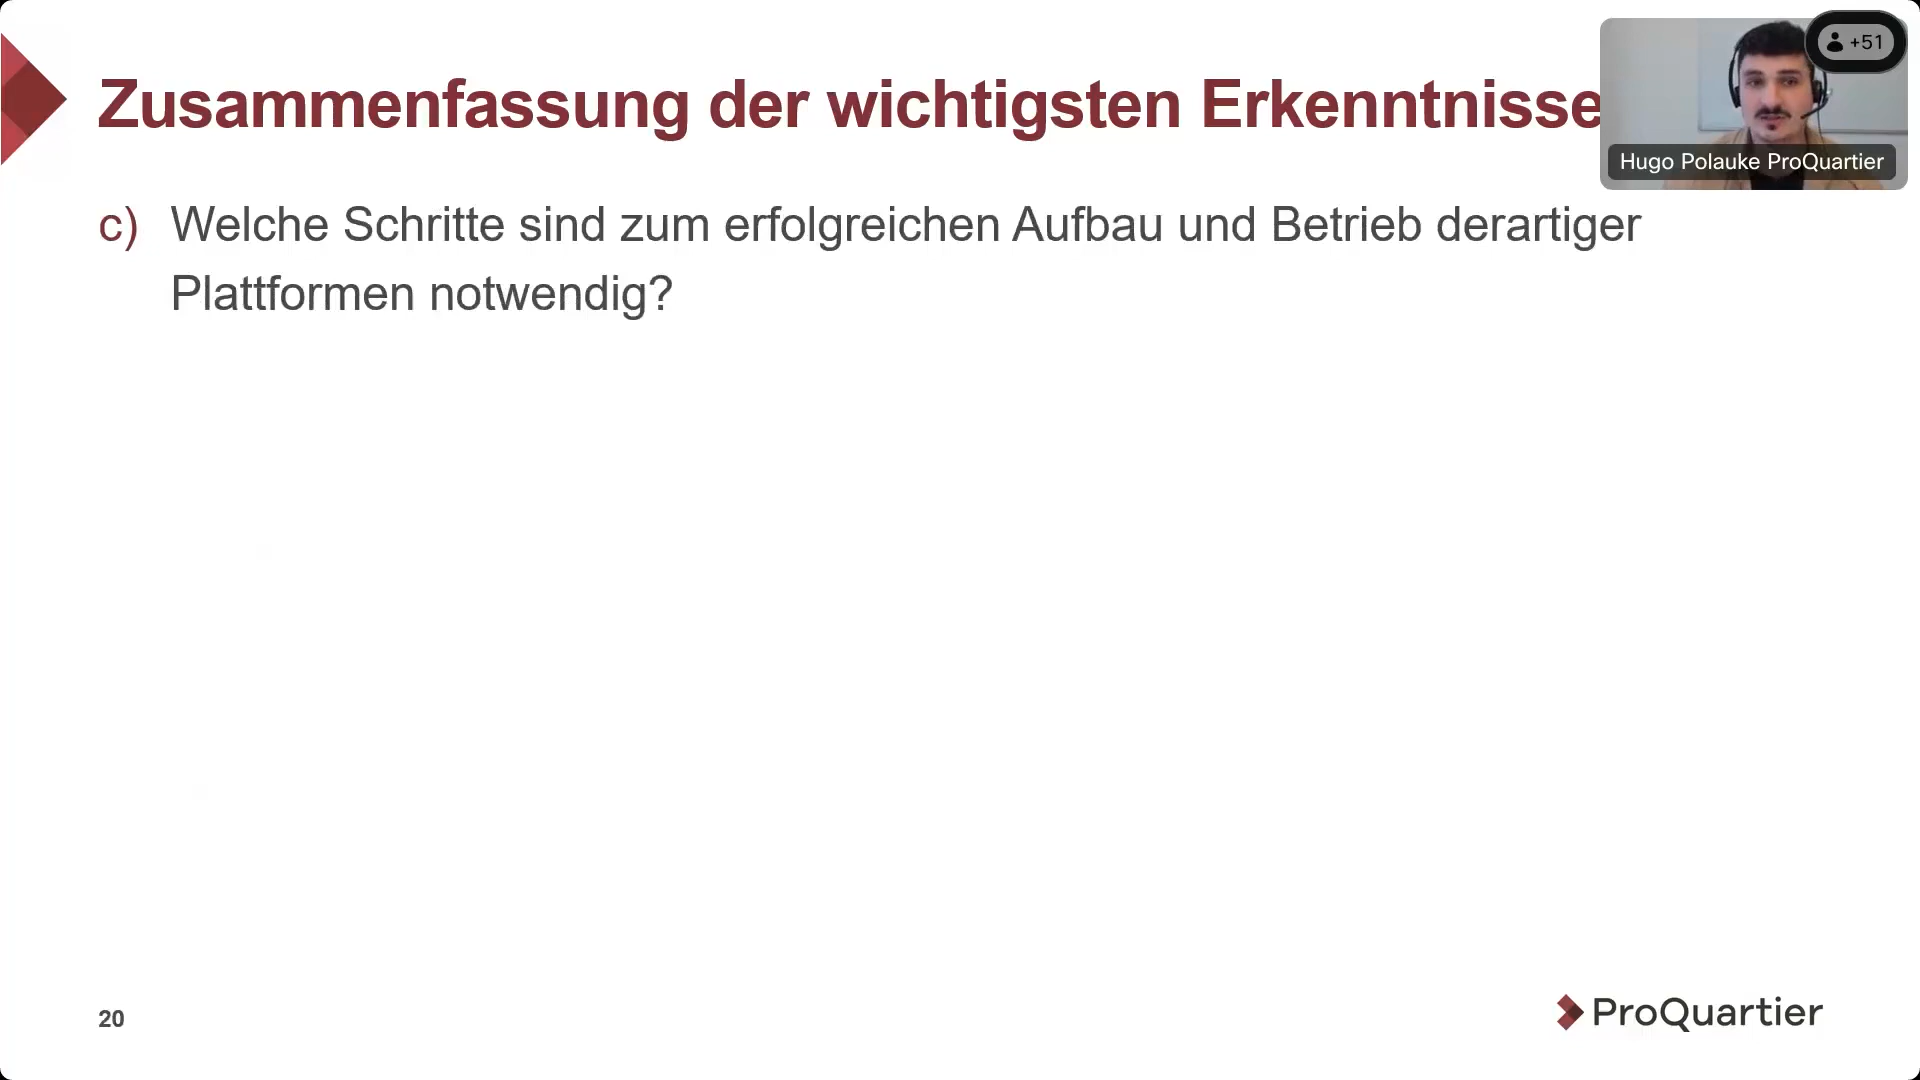 Zusammenfassung der wichtigsten Erkenntnisse
+51
Hugo Polauke ProQuartier
c) Welche Schritte sind zum erfolgreichen Aufbau und Betrieb derartiger
Plattformen notwendig?
20
ProQuartier